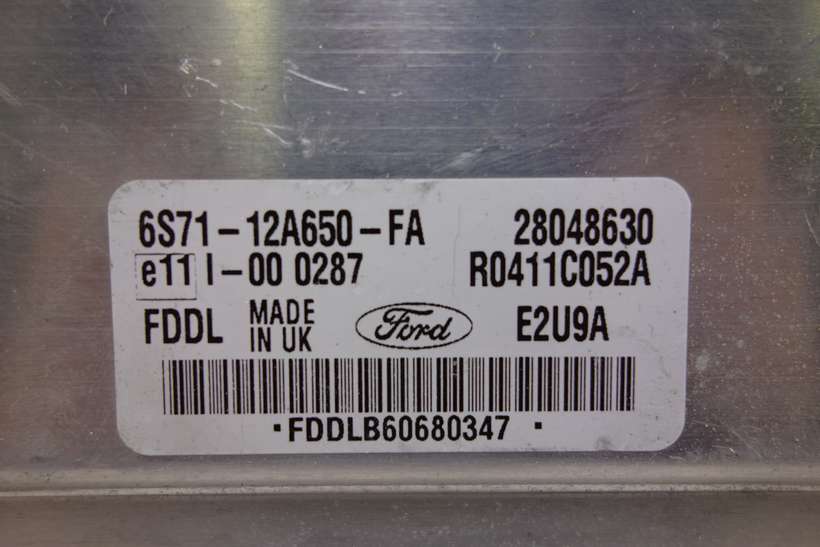 6S71-12A650-FA 28048630
e11 I-00 0287 R0411C052A
FDDL MADE IN UK Ford E2U9A
·FDDLB60680347 ·